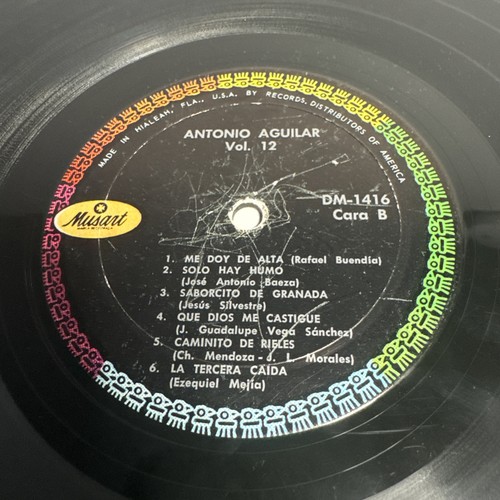 MADE IN HIALEAH, FLA., U.S.A. BY RECORDS DISTRIBUTORS OF AMERICA
ANTONIO AGUILAR
Vol. 12
Musart
DM-1416
Cara B
1. ME DOY DE ALTA (Rafael Buendía)
2. SOLO HAY HUMO
(José Antonio Baeza)
3. SABORCITO DE GRANADA
(Jesús Silvestre)
4. QUE DIOS ME CASTIGUE
(J. Guadalupe Vega Sánchez)
5. CAMINITO DE RIELES
(Ch. Mendoza - J. L. Morales)
6. LA TERCERA CAIDA
(Ezequiel Mejía)